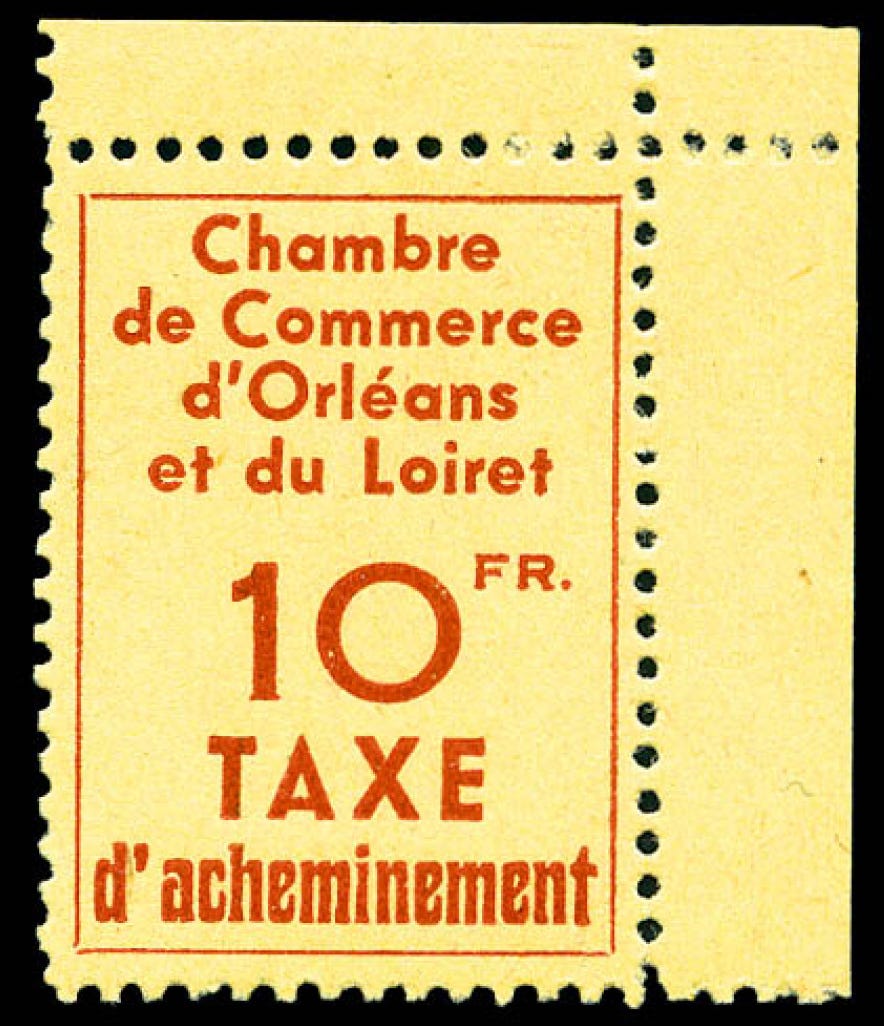 Chambre
de Commerce
d'Orléans
et du Loiret
10 FR.
TAXE
d'acheminement